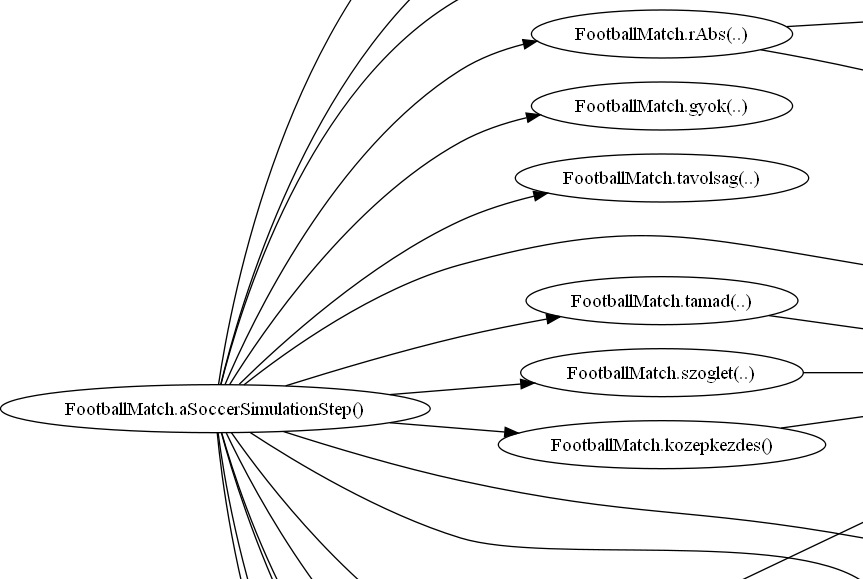 FootballMatch.rAbs(..)
FootballMatch.gyok(..)
FootballMatch.tavolsag(..)
FootballMatch.tamad(..)
FootballMatch.szoglet(..)
FootballMatch.aSoccerSimulationStep()
FootballMatch.kozepkezdes()